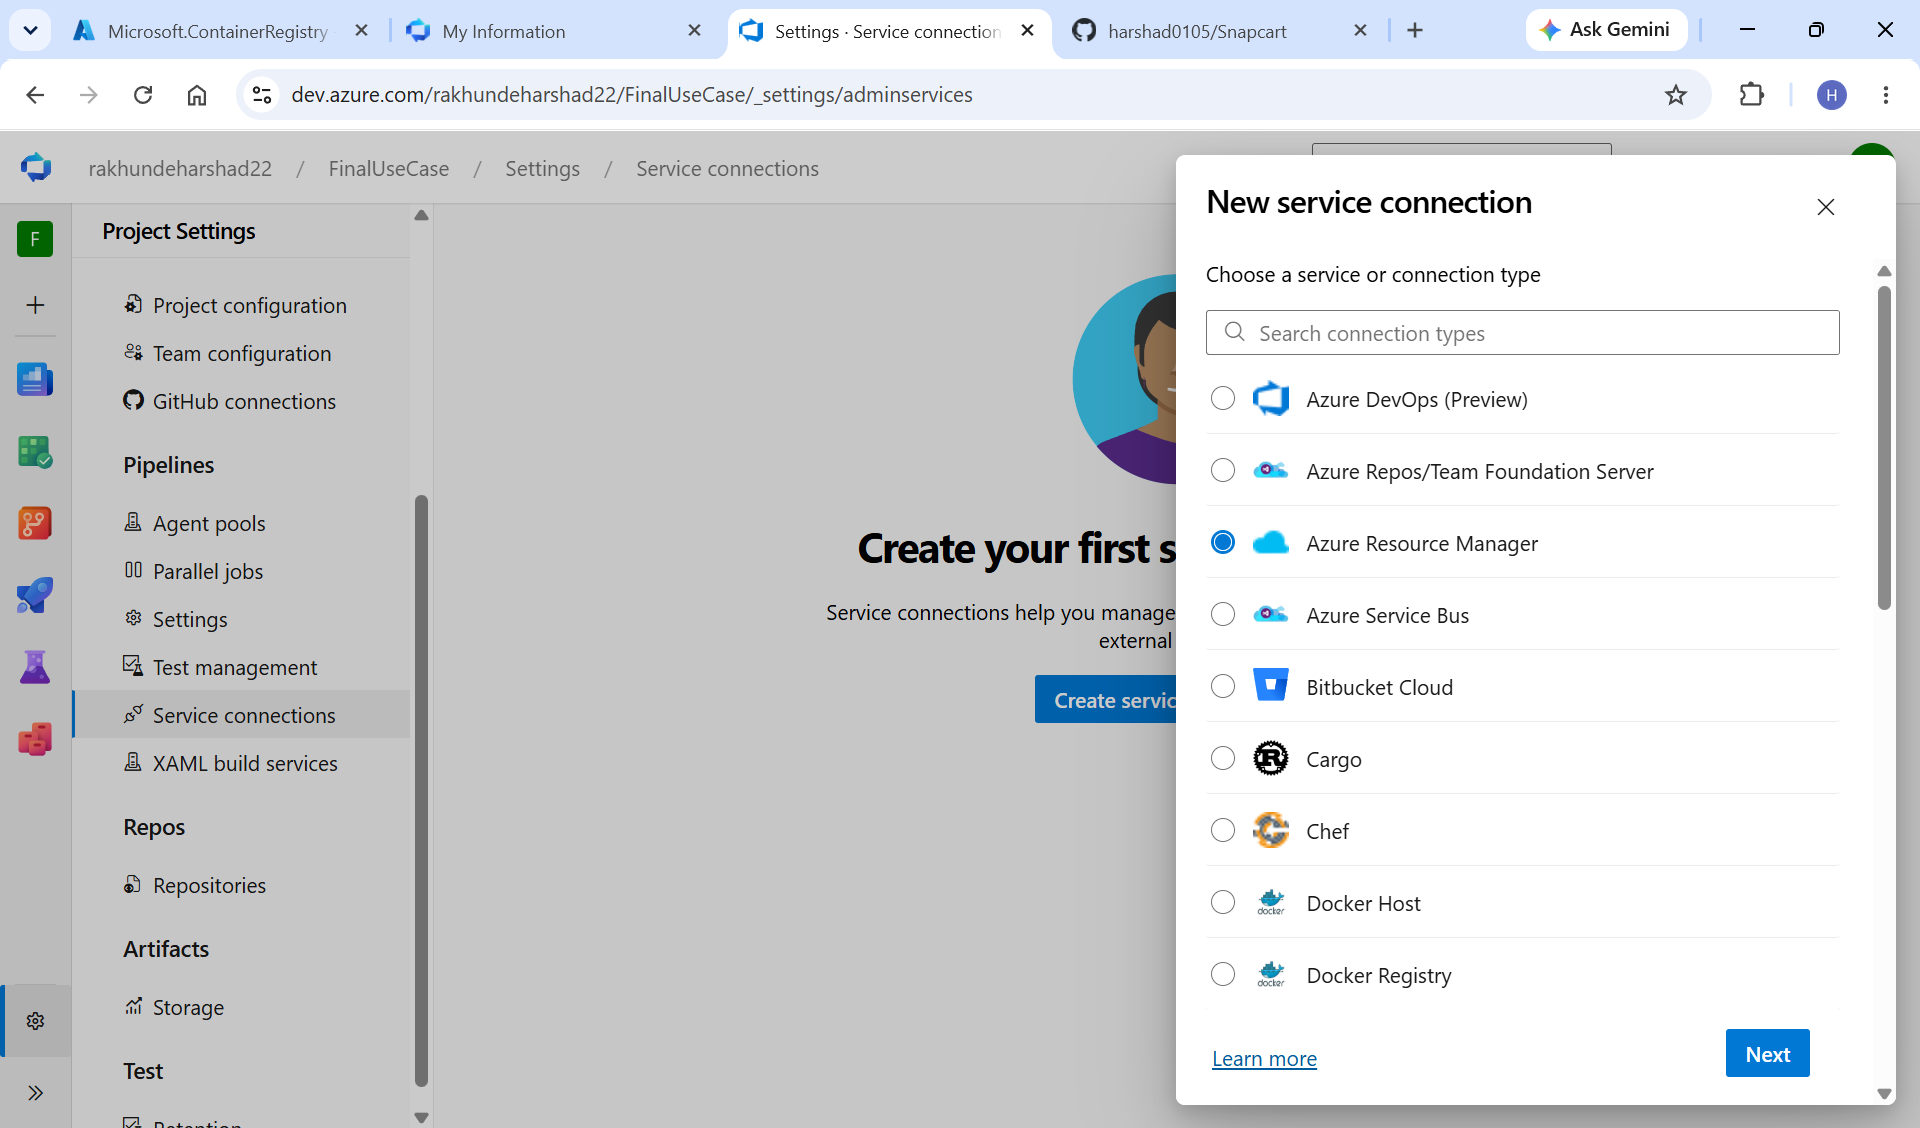 Microsoft.ContainerRegistry
My Information
Settings · Service connection
harshad0105/Snapcart
Ask Gemini
dev.azure.com/rakhundeharshad22/FinalUseCase/_settings/adminservices
H
rakhundeharshad22 / FinalUseCase / Settings / Service connections
F
Project Settings
Project configuration
Team configuration
GitHub connections
Pipelines
Agent pools
Parallel jobs
Settings
Test management
Service connections
XAML build services
Repos
Repositories
Artifacts
Storage
Test
Retention
Create your first s
Service connections help you manage
external
Create servic
New service connection
Choose a service or connection type
Search connection types
Azure DevOps (Preview)
Azure Repos/Team Foundation Server
Azure Resource Manager
Azure Service Bus
Bitbucket Cloud
Cargo
Chef
docker Docker Host
docker Docker Registry
Learn more
Next